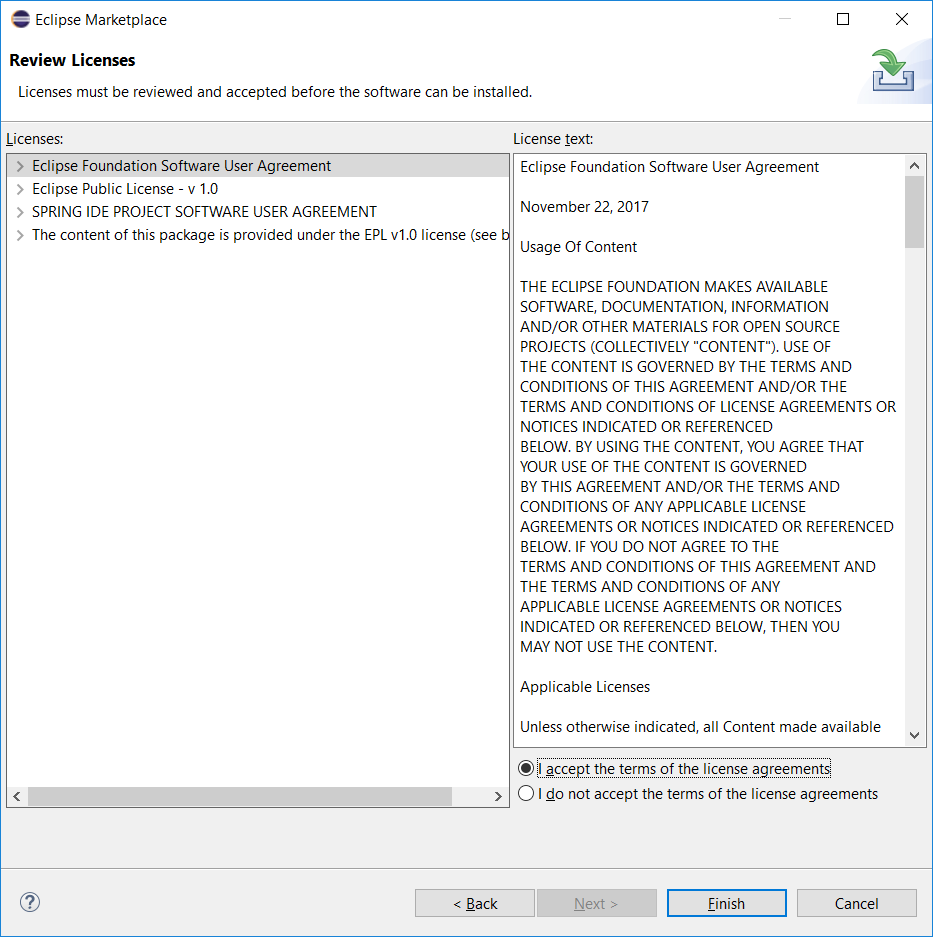 Eclipse Marketplace
Review Licenses
Licenses must be reviewed and accepted before the software can be installed.
Licenses:
Eclipse Foundation Software User Agreement
Eclipse Public License - v 1.0
SPRING IDE PROJECT SOFTWARE USER AGREEMENT
The content of this package is provided under the EPL v1.0 license (see b
License text:
Eclipse Foundation Software User Agreement
November 22, 2017
Usage Of Content
THE ECLIPSE FOUNDATION MAKES AVAILABLE
SOFTWARE, DOCUMENTATION, INFORMATION
AND/OR OTHER MATERIALS FOR OPEN SOURCE
PROJECTS (COLLECTIVELY "CONTENT"). USE OF
THE CONTENT IS GOVERNED BY THE TERMS AND
CONDITIONS OF THIS AGREEMENT AND/OR THE
TERMS AND CONDITIONS OF LICENSE AGREEMENTS OR
NOTICES INDICATED OR REFERENCED
BELOW. BY USING THE CONTENT, YOU AGREE THAT
YOUR USE OF THE CONTENT IS GOVERNED
BY THIS AGREEMENT AND/OR THE TERMS AND
CONDITIONS OF ANY APPLICABLE LICENSE
AGREEMENTS OR NOTICES INDICATED OR REFERENCED
BELOW. IF YOU DO NOT AGREE TO THE
TERMS AND CONDITIONS OF THIS AGREEMENT AND
THE TERMS AND CONDITIONS OF ANY
APPLICABLE LICENSE AGREEMENTS OR NOTICES
INDICATED OR REFERENCED BELOW, THEN YOU
MAY NOT USE THE CONTENT.
Applicable Licenses
Unless otherwise indicated, all Content made available
I accept the terms of the license agreements
I do not accept the terms of the license agreements
?
< Back
Next >
Finish
Cancel